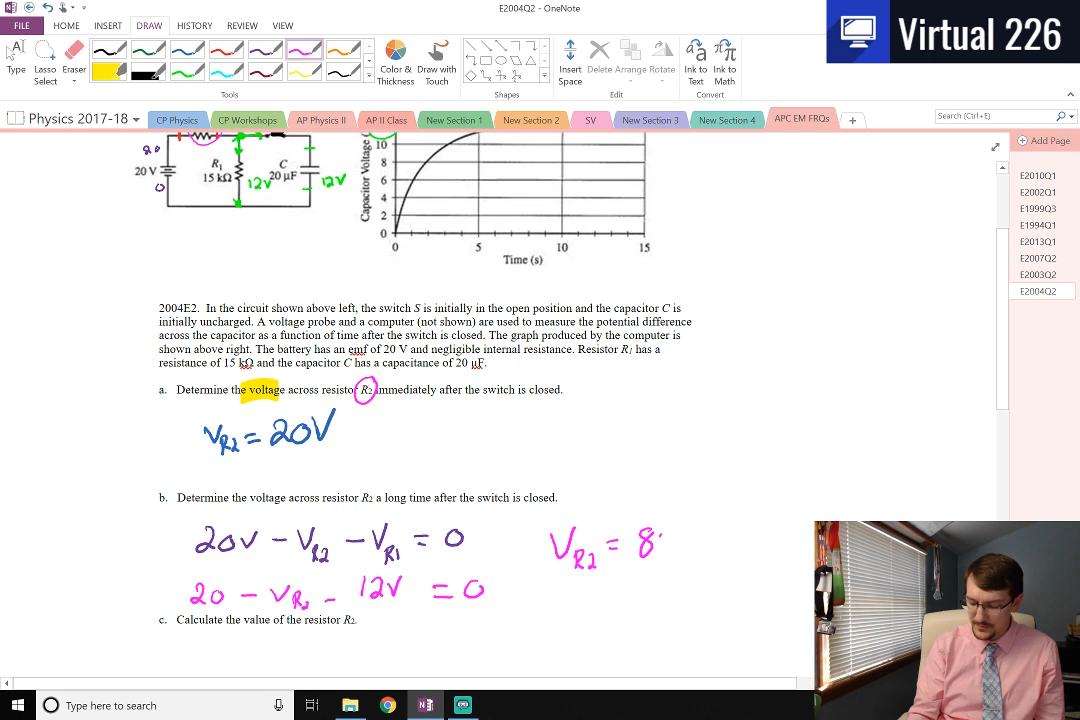 E2004Q2 - OneNote
Virtual 226
FILE HOME INSERT DRAW HISTORY REVIEW VIEW
Type Lasso Select Eraser Color & Thickness Draw with Touch Insert Space Delete Arrange Rotate Ink to Text Ink to Math
Tools Shapes Edit Convert
Physics 2017-18 CP Physics CP Workshops AP Physics II AP II Class New Section 1 New Section 2 SV New Section 3 New Section 4 APC EM FRQs + Search (Ctrl+E)
Add Page
E2010Q1
E2002Q1
E1999Q3
E1994Q1
E2013Q1
E2007Q2
E2003Q2
E2004Q2
20
20 V
0
R1
15 kΩ
12V
C
20 µF
12V
Capacitor Voltage
10
8
6
4
2
0
0 5 10 15
Time (s)
2004E2. In the circuit shown above left, the switch S is initially in the open position and the capacitor C is
initially uncharged. A voltage probe and a computer (not shown) are used to measure the potential difference
across the capacitor as a function of time after the switch is closed. The graph produced by the computer is
shown above right. The battery has an emf of 20 V and negligible internal resistance. Resistor R1 has a
resistance of 15 kΩ and the capacitor C has a capacitance of 20 µF.
a. Determine the voltage across resistor R2 immediately after the switch is closed.
VR2 = 20V
b. Determine the voltage across resistor R2 a long time after the switch is closed.
20V - VR2 - VR1 = 0
VR2 = 8
20 - VR2 - 12V = 0
c. Calculate the value of the resistor R2.
Type here to search